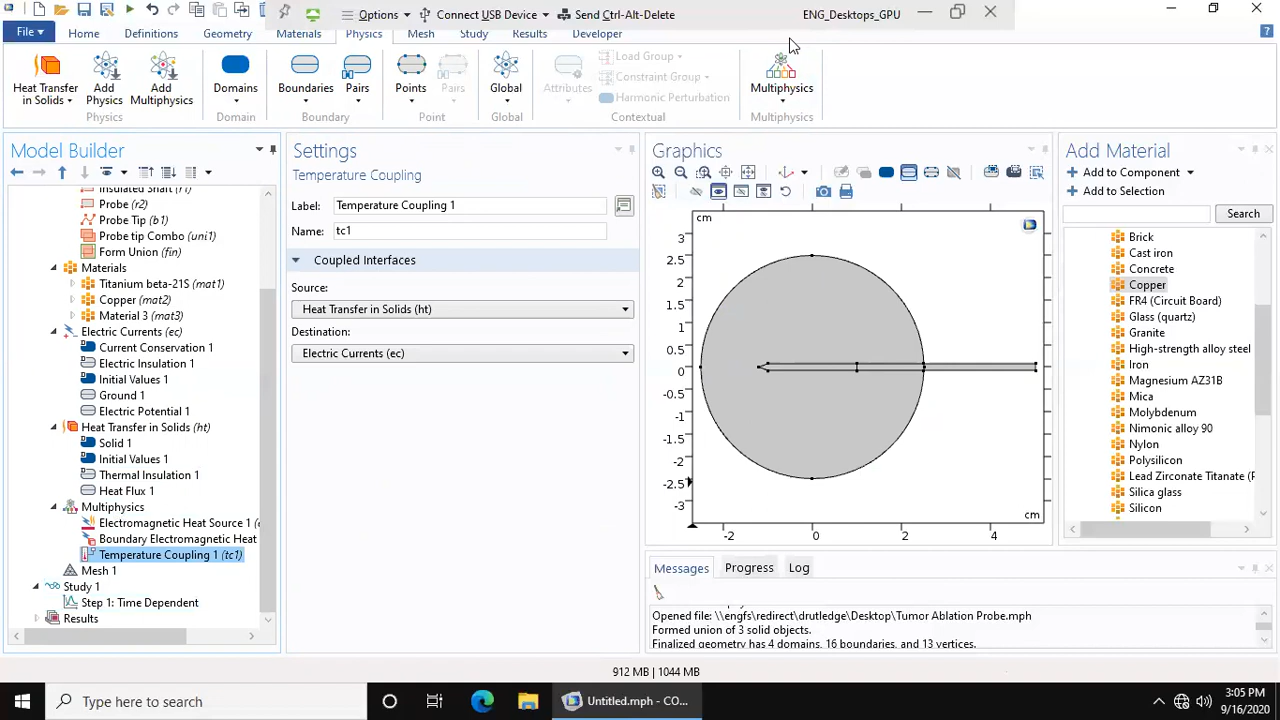 Options
Connect USB Device
Send Ctrl-Alt-Delete
ENG_Desktops_GPU
File
Home
Definitions
Geometry
Materials
Physics
Mesh
Study
Results
Developer
Heat Transfer
in Solids
Add
Physics
Add
Multiphysics
Domains
Boundaries
Pairs
Points
Pairs
Global
Attributes
Load Group
Constraint Group
Harmonic Perturbation
Multiphysics
Physics
Domain
Boundary
Point
Global
Contextual
Multiphysics
Model Builder
Insulated Shaft (r1)
Probe (r2)
Probe Tip (b1)
Probe tip Combo (uni1)
Form Union (fin)
Materials
Titanium beta-21S (mat1)
Copper (mat2)
Material 3 (mat3)
Electric Currents (ec)
Current Conservation 1
Electric Insulation 1
Initial Values 1
Ground 1
Electric Potential 1
Heat Transfer in Solids (ht)
Solid 1
Initial Values 1
Thermal Insulation 1
Heat Flux 1
Multiphysics
Electromagnetic Heat Source 1 (
Boundary Electromagnetic Heat
Temperature Coupling 1 (tc1)
Mesh 1
Study 1
Step 1: Time Dependent
Results
Settings
Temperature Coupling
Label: Temperature Coupling 1
Name: tc1
Coupled Interfaces
Source:
Heat Transfer in Solids (ht)
Destination:
Electric Currents (ec)
Graphics
cm
3
2.5
2
1.5
1
0.5
0
-0.5
-1
-1.5
-2
-2.5
-3
cm
-2 0 2 4
Messages
Progress
Log
Opened file: \\engfs\redirect\drutledge\Desktop\Tumor Ablation Probe.mph
Formed union of 3 solid objects.
Finalized geometry has 4 domains, 16 boundaries, and 13 vertices.
Add Material
Add to Component
Add to Selection
Search
Brick
Cast iron
Concrete
Copper
FR4 (Circuit Board)
Glass (quartz)
Granite
High-strength alloy steel
Iron
Magnesium AZ31B
Mica
Molybdenum
Nimonic alloy 90
Nylon
Polysilicon
Lead Zirconate Titanate (P
Silica glass
Silicon
912 MB | 1044 MB
Type here to search
Untitled.mph - CO...
3:05 PM
9/16/2020